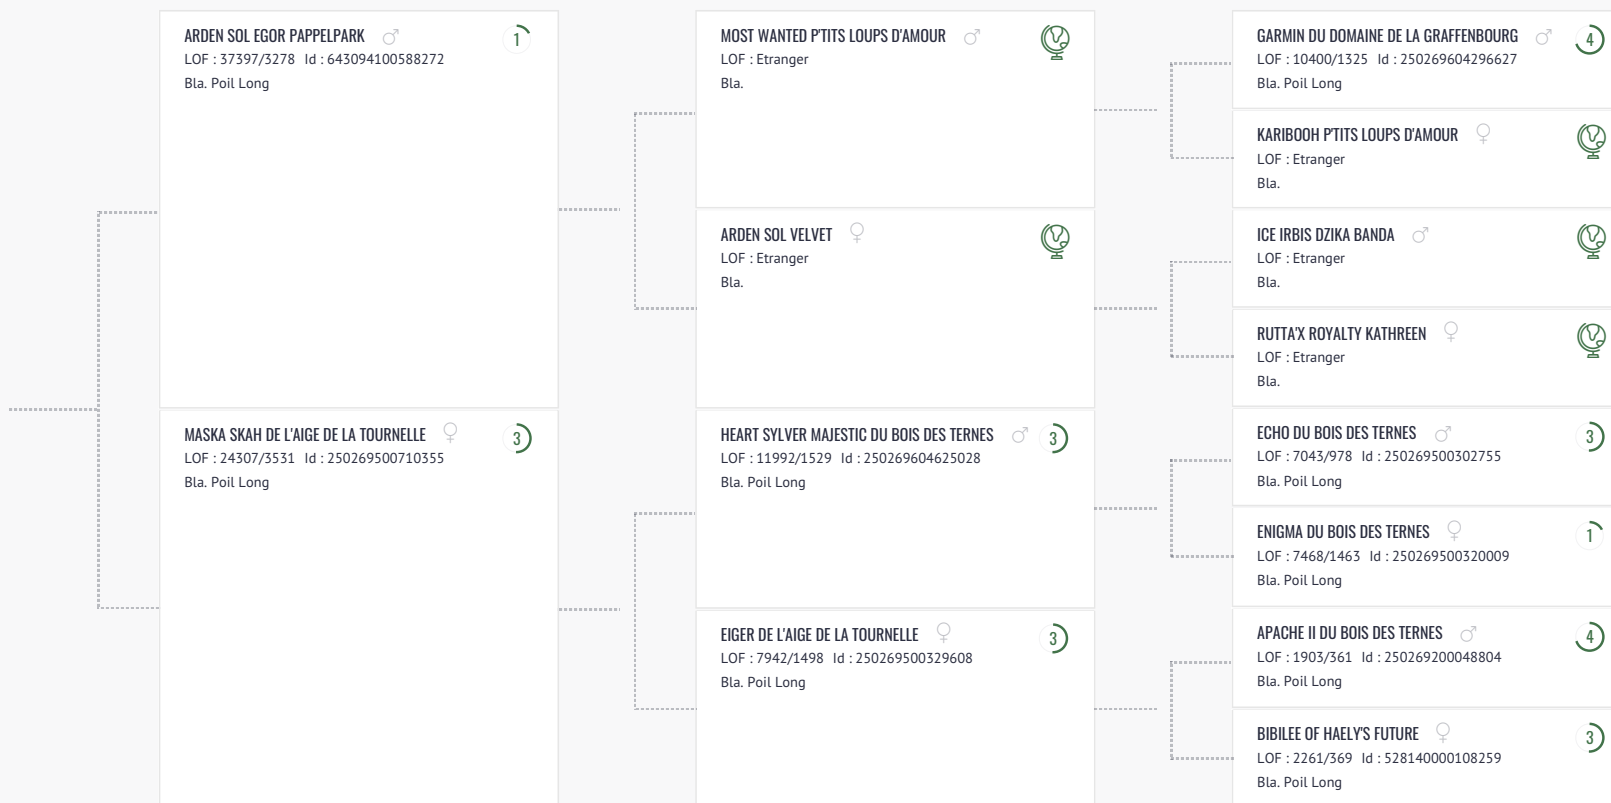 ARDEN SOL EGOR PAPPELPARK
1
LOF : 37397/3278 Id : 643094100588272
Bla. Poil Long
MASKA SKAH DE L'AIGE DE LA TOURNELLE
3
LOF : 24307/3531 Id : 250269500710355
Bla. Poil Long
MOST WANTED P'TITS LOUPS D'AMOUR
LOF : Etranger
Bla.
ARDEN SOL VELVET
LOF : Etranger
Bla.
HEART SYLVER MAJESTIC DU BOIS DES TERNES
3
LOF : 11992/1529 Id : 250269604625028
Bla. Poil Long
EIGER DE L'AIGE DE LA TOURNELLE
3
LOF : 7942/1498 Id : 250269500329608
Bla. Poil Long
GARMIN DU DOMAINE DE LA GRAFFENBOURG
4
LOF : 10400/1325 Id : 250269604296627
Bla. Poil Long
KARIBOOH P'TITS LOUPS D'AMOUR
LOF : Etranger
Bla.
ICE IRBIS DZIKA BANDA
LOF : Etranger
Bla.
RUTTA'X ROYALTY KATHREEN
LOF : Etranger
Bla.
ECHO DU BOIS DES TERNES
3
LOF : 7043/978 Id : 250269500302755
Bla. Poil Long
ENIGMA DU BOIS DES TERNES
1
LOF : 7468/1463 Id : 250269500320009
Bla. Poil Long
APACHE II DU BOIS DES TERNES
4
LOF : 1903/361 Id : 250269200048804
Bla. Poil Long
BIBILEE OF HAELY'S FUTURE
3
LOF : 2261/369 Id : 528140000108259
Bla. Poil Long